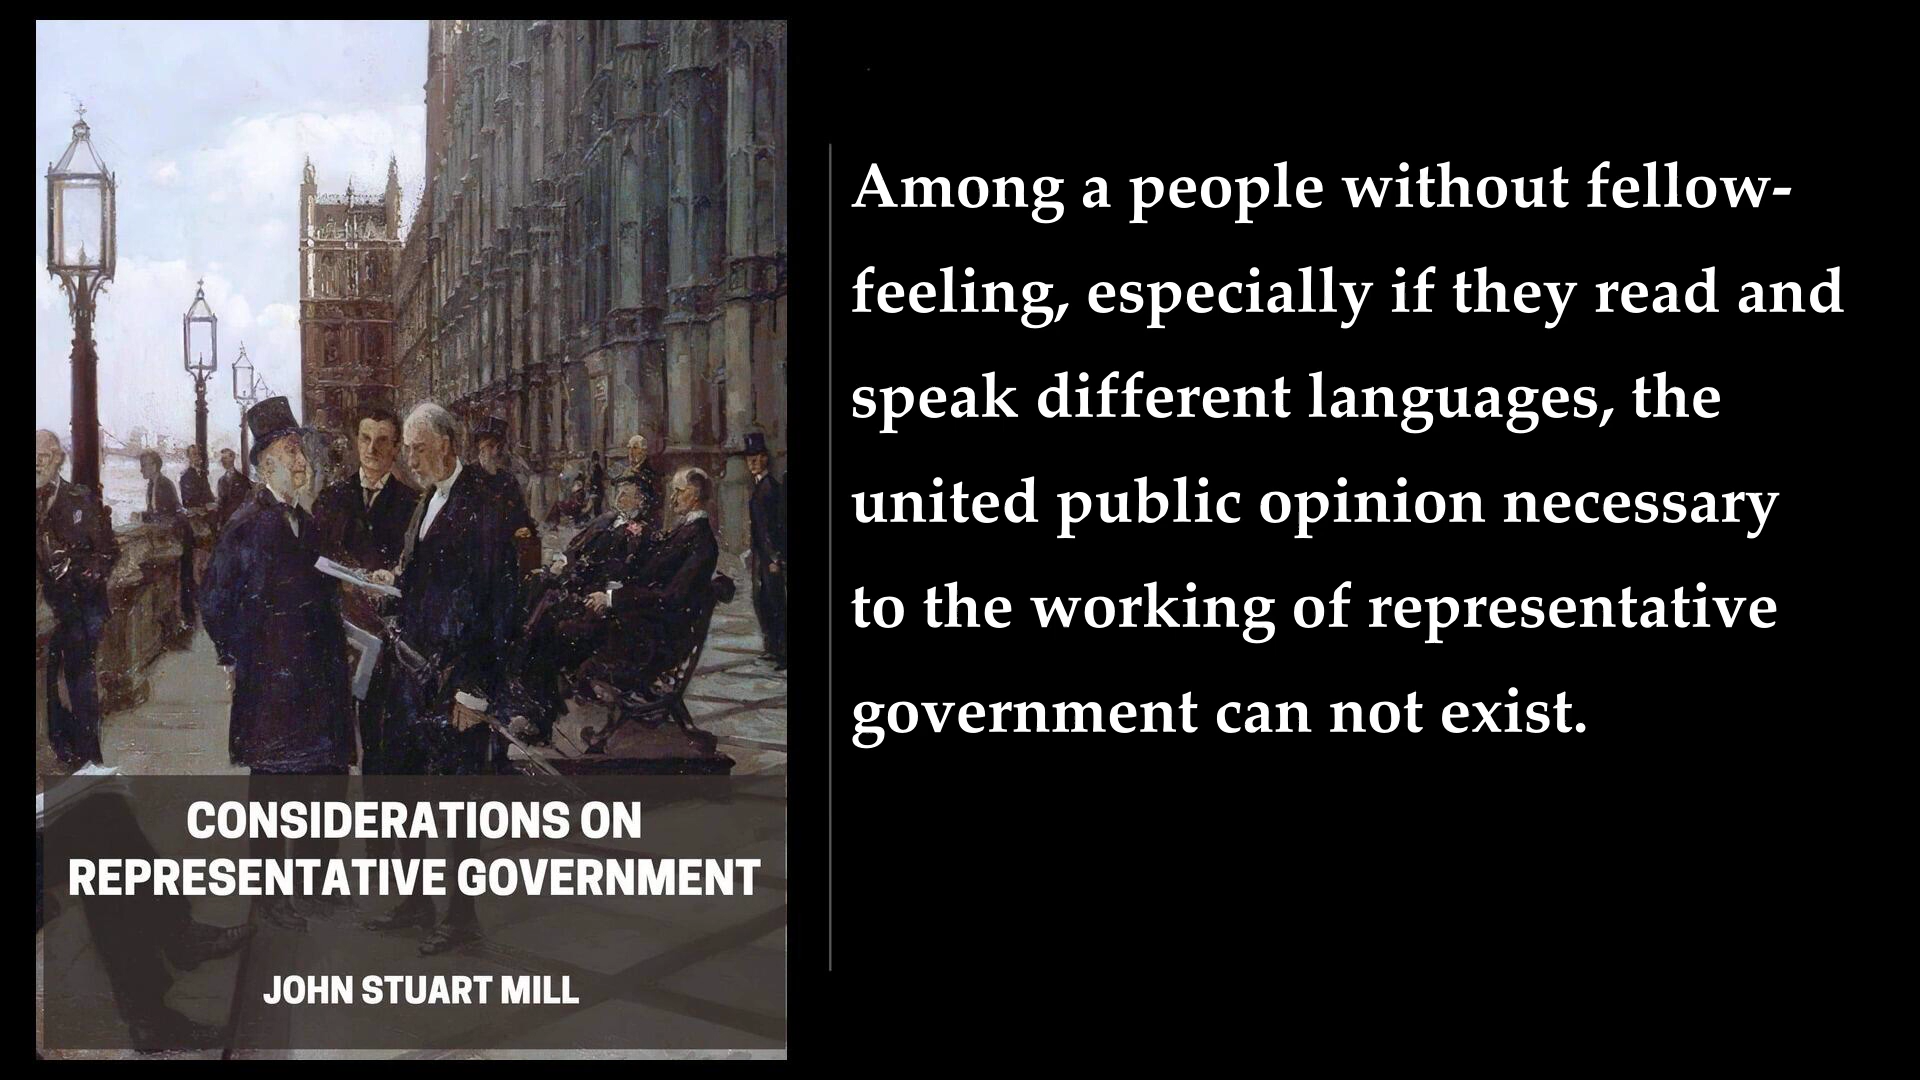 CONSIDERATIONS ON
REPRESENTATIVE GOVERNMENT
JOHN STUART MILL
Among a people without fellow-
feeling, especially if they read and
speak different languages, the
united public opinion necessary
to the working of representative
government can not exist.